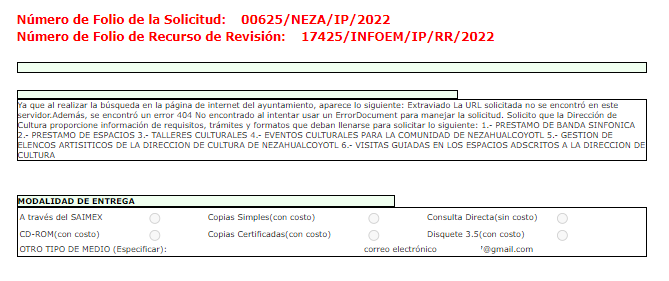 Número de Folio de la Solicitud: 00625/NEZA/IP/2022
Número de Folio de Recurso de Revisión: 17425/INFOEM/IP/RR/2022
Ya que al realizar la búsqueda en la página de internet del ayuntamiento, aparece lo siguiente: Extraviado La URL solicitada no se encontró en este
servidor.Además, se encontró un error 404 No encontrado al intentar usar un ErrorDocument para manejar la solicitud. Solicito que la Dirección de
Cultura proporcione información de requisitos, trámites y formatos que deban llenarse para solicitar lo siguiente: 1.- PRESTAMO DE BANDA SINFONICA
2.- PRESTAMO DE ESPACIOS 3.- TALLERES CULTURALES 4.- EVENTOS CULTURALES PARA LA COMUNIDAD DE NEZAHUALCOYOTL 5.- GESTION DE
ELENCOS ARTISITICOS DE LA DIRECCION DE CULTURA DE NEZAHUALCOYOTL 6.- VISITAS GUIADAS EN LOS ESPACIOS ADSCRITOS A LA DIRECCION DE
CULTURA
MODALIDAD DE ENTREGA
A través del SAIMEX Copias Simples(con costo) Consulta Directa(sin costo)
CD-ROM(con costo) Copias Certificadas(con costo) Disquete 3.5(con costo)
OTRO TIPO DE MEDIO (Especificar): correo electrónico @gmail.com